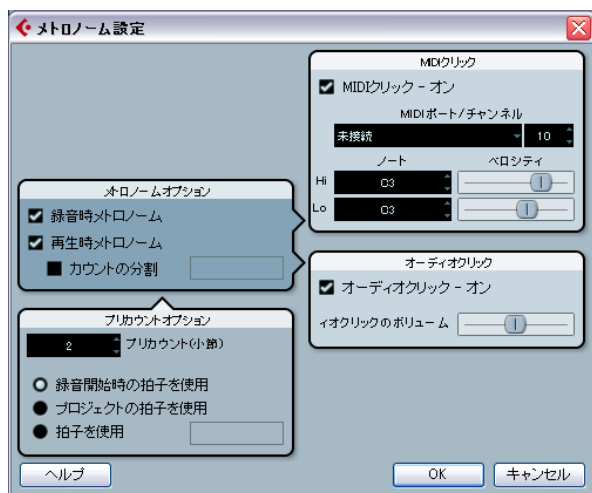 メトロノーム設定
MIDIクリック
MIDIクリック - オン
MIDIポート/チャンネル
未接続 10
ノート ベロシティ
Hi C3
Lo C3
メトロノームオプション
録音時メトロノーム
再生時メトロノーム
カウントの分割
オーディオクリック
オーディオクリック - オン
ィオクリックのボリューム
プリカウントオプション
2 プリカウント(小節)
録音開始時の拍子を使用
プロジェクトの拍子を使用
拍子を使用
ヘルプ OK キャンセル